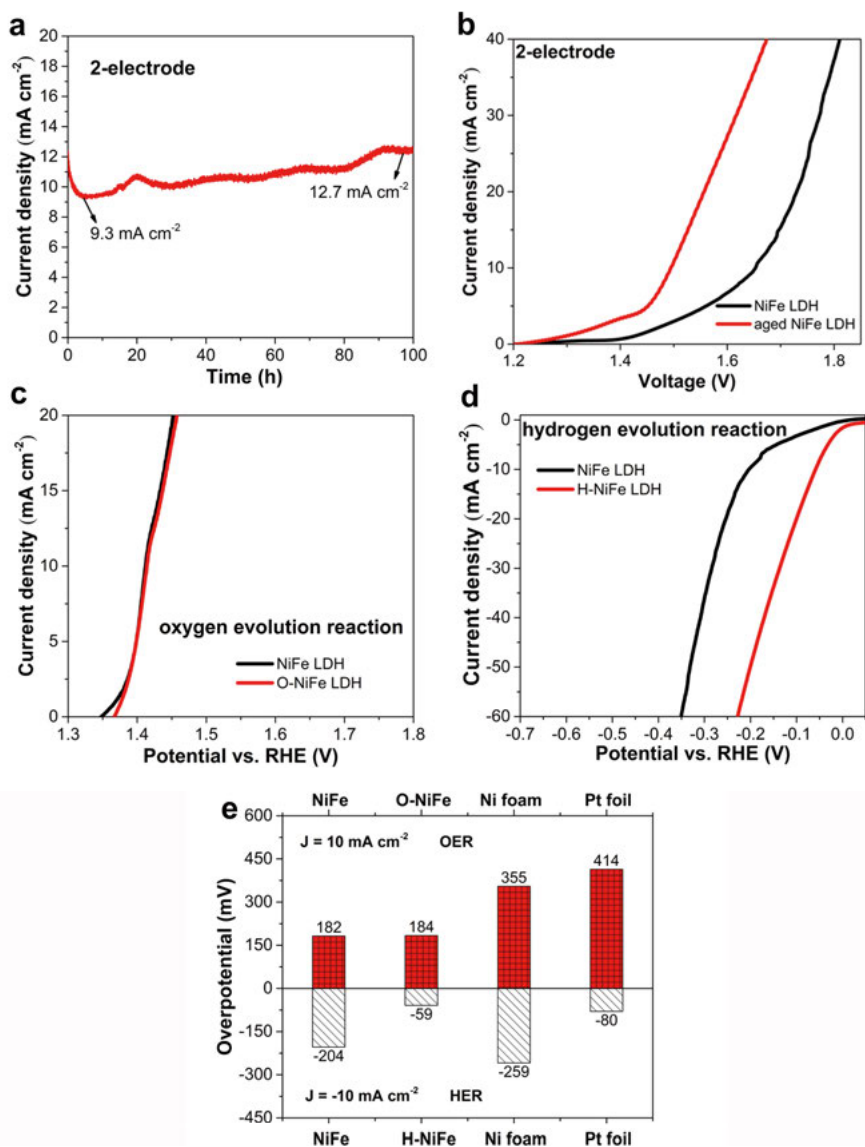 a
2-electrode
Current density (mA cm⁻²)
20
18
16
14
12
10
8
6
4
2
0
9.3 mA cm⁻²
12.7 mA cm⁻²
0 20 40 60 80 100
Time (h)
b
2-electrode
Current density (mA cm⁻²)
40
30
20
10
0
NiFe LDH
aged NiFe LDH
1.2 1.4 1.6 1.8
Voltage (V)
c
Current density (mA cm⁻²)
20
15
10
5
0
oxygen evolution reaction
NiFe LDH
O-NiFe LDH
1.3 1.4 1.5 1.6 1.7 1.8
Potential vs. RHE (V)
d
hydrogen evolution reaction
Current density (mA cm⁻²)
0
-10
-20
-30
-40
-50
-60
NiFe LDH
H-NiFe LDH
-0.7 -0.6 -0.5 -0.4 -0.3 -0.2 -0.1 0.0
Potential vs. RHE (V)
e
NiFe O-NiFe Ni foam Pt foil
Overpotential (mV)
600
450
300
150
0
-150
-300
-450
J = 10 mA cm⁻² OER
182 184 355 414
-204 -59 -259 -80
J = -10 mA cm⁻² HER
NiFe H-NiFe Ni foam Pt foil